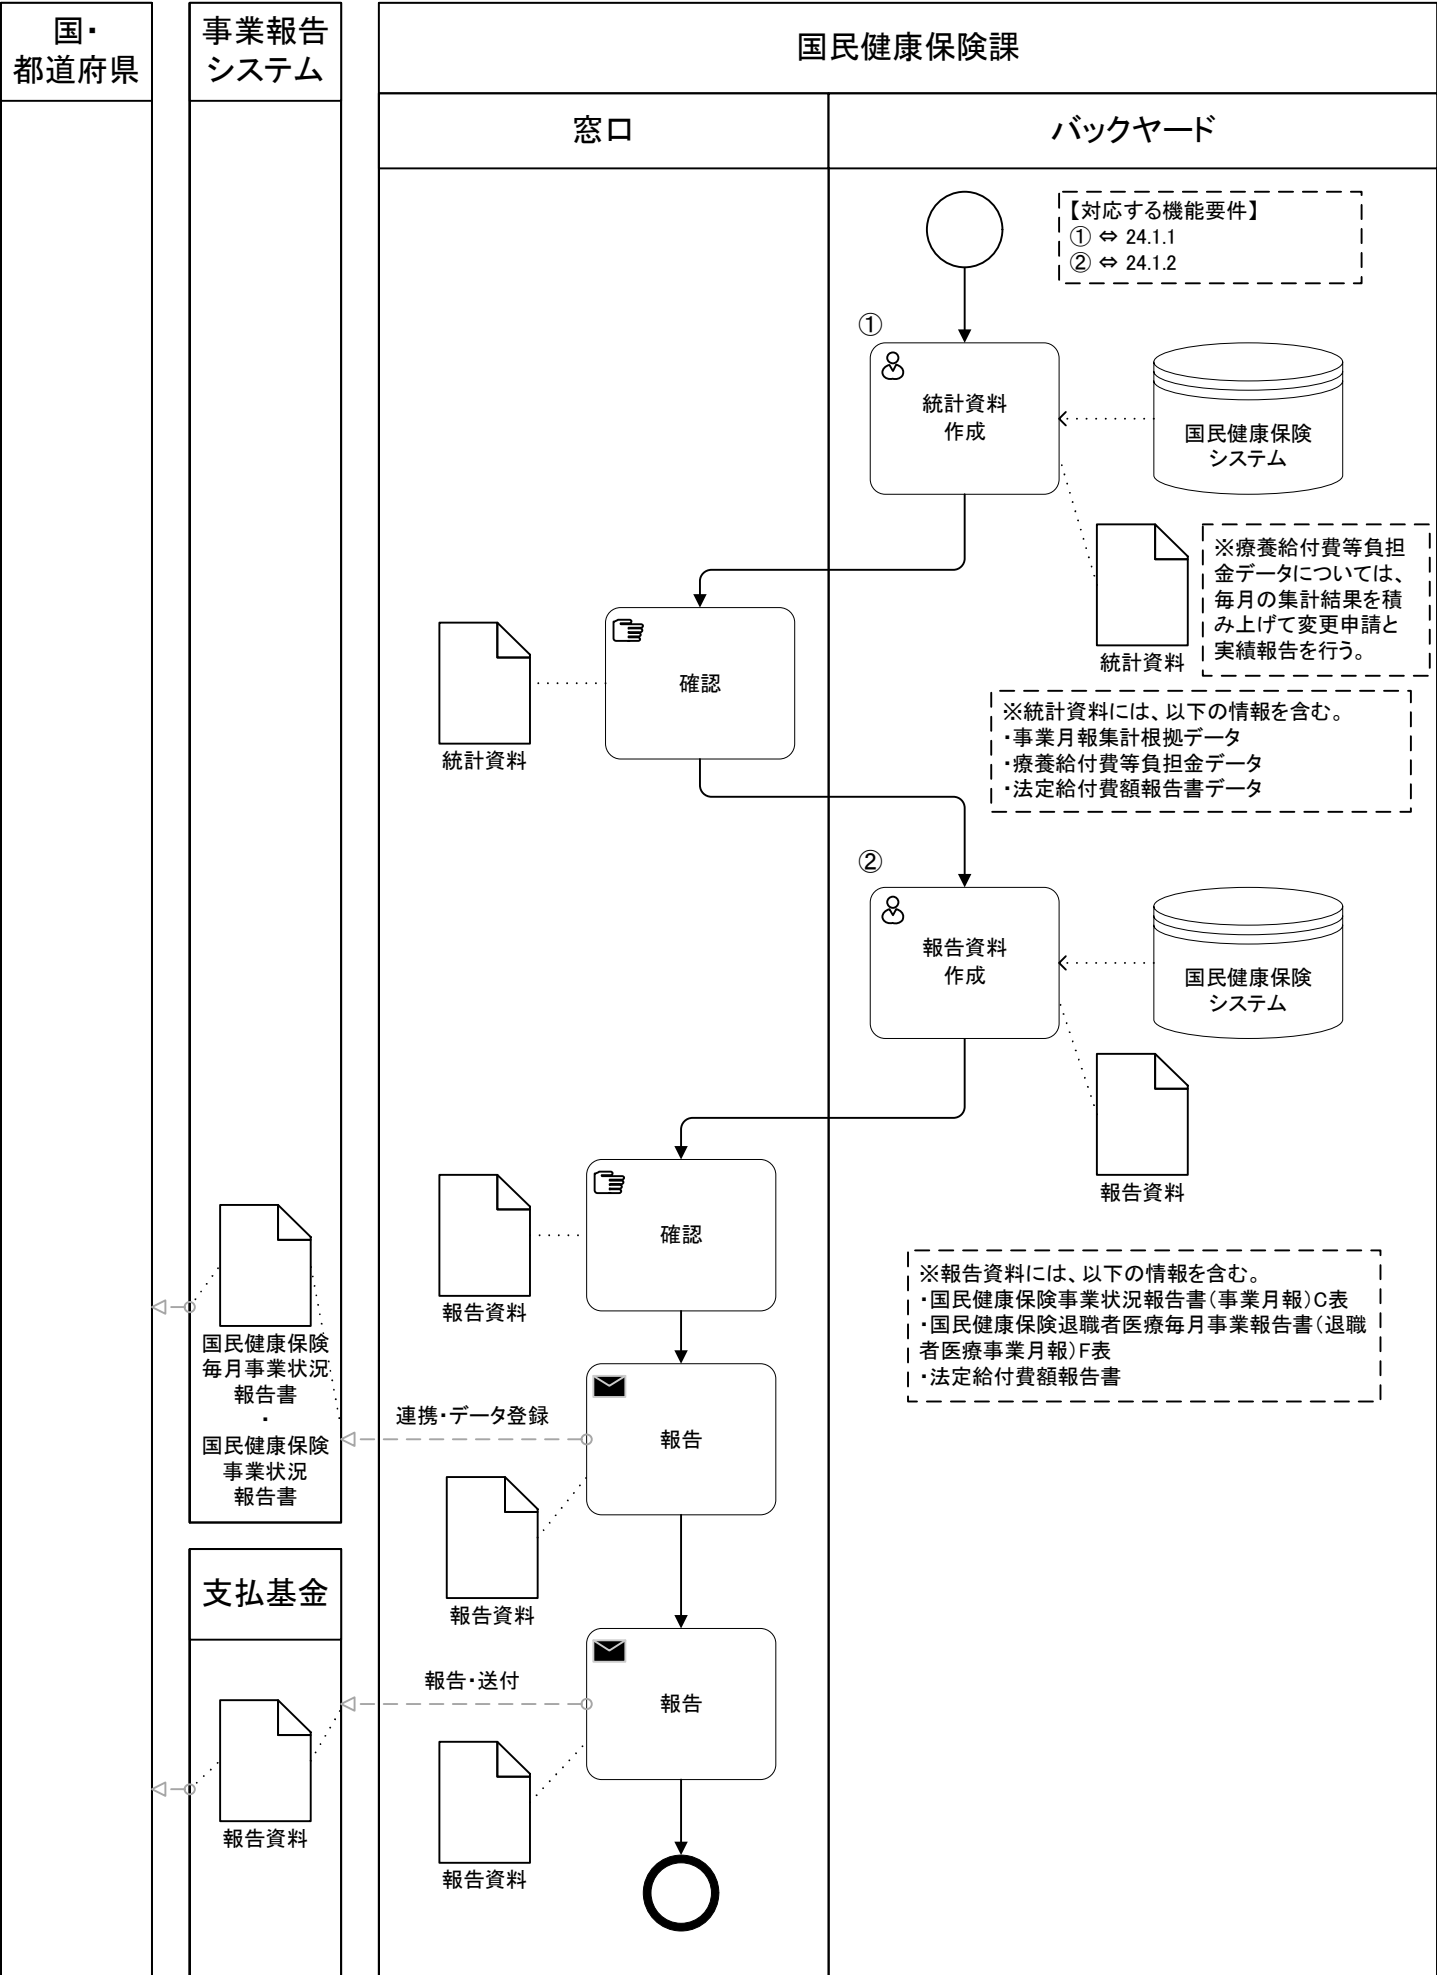 国・
都道府県
事業報告
システム
国民健康保険課
窓口
バックヤード
【対応する機能要件】
① ⇔ 24.1.1
② ⇔ 24.1.2
①
統計資料
作成
国民健康保険
システム
統計資料
※療養給付費等負担
金データについては、
毎月の集計結果を積
み上げて変更申請と
実績報告を行う。
確認
統計資料
※統計資料には、以下の情報を含む。
・事業月報集計根拠データ
・療養給付費等負担金データ
・法定給付費額報告書データ
②
報告資料
作成
国民健康保険
システム
報告資料
確認
報告資料
※報告資料には、以下の情報を含む。
・国民健康保険事業状況報告書（事業月報）C表
・国民健康保険退職者医療毎月事業報告書（退職
者医療事業月報）F表
・法定給付費額報告書
国民健康保険
毎月事業状況
報告書
・
国民健康保険
事業状況
報告書
連携・データ登録
報告
報告資料
支払基金
報告・送付
報告
報告資料
報告資料